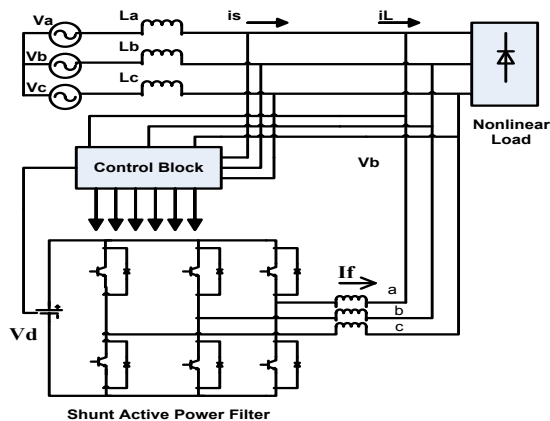 Va
La
is
iL
Vb
Lb
Vc
Lc
Nonlinear
Load
Control Block
Vb
If
a
b
c
Vd
Shunt Active Power Filter